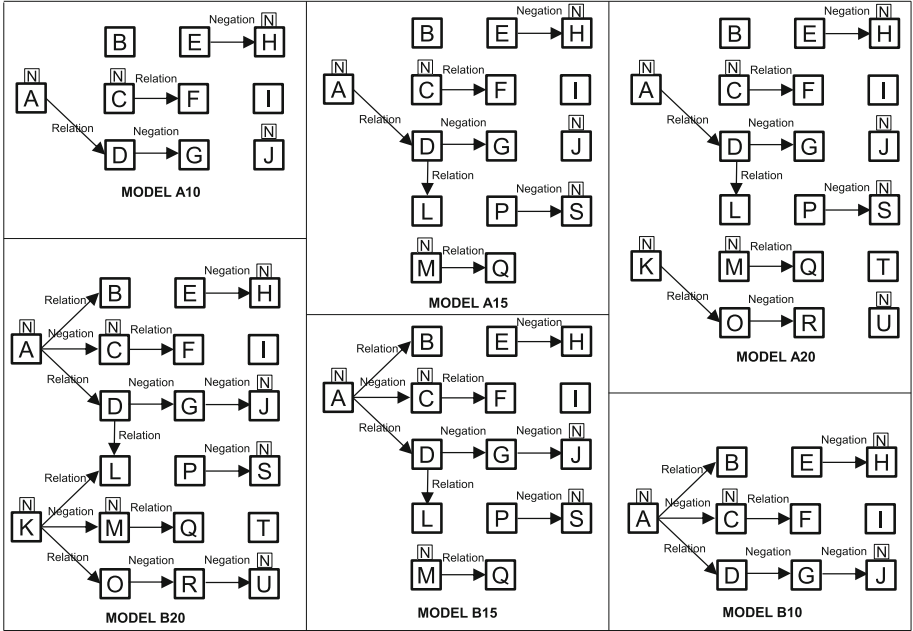 Negation N
B E H
N N Relation
A C F I
Relation Negation N
D G J
MODEL A10
Negation N
B E H
N N Relation
A C F I
Negation N
Relation D G J
Relation
Negation N
L P S
N Relation
M Q
MODEL A15
Negation N
B E H
N N Relation
A C F I
Negation N
Relation D G J
Relation
Negation N
L P S
N N Relation
K M Q T
Relation Negation N
O R U
MODEL A20
Negation N
B E H
Relation
N N Relation
A Negation C F I
Relation Negation Negation N
D G J
Relation
Negation N
L P S
Relation
N N Relation
K Negation M Q T
Relation Negation Negation N
O R U
MODEL B20
Negation
B E H
Relation
N N Relation
A Negation C F I
Relation Negation Negation N
D G J
Relation
Negation N
L P S
N Relation
M Q
MODEL B15
Negation N
B E H
Relation
N N Relation
A Negation C F I
Relation Negation Negation N
D G J
MODEL B10